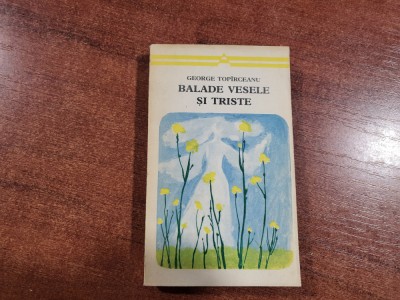 GEORGE TOPÎRCEANU
BALADE VESELE
ȘI TRISTE